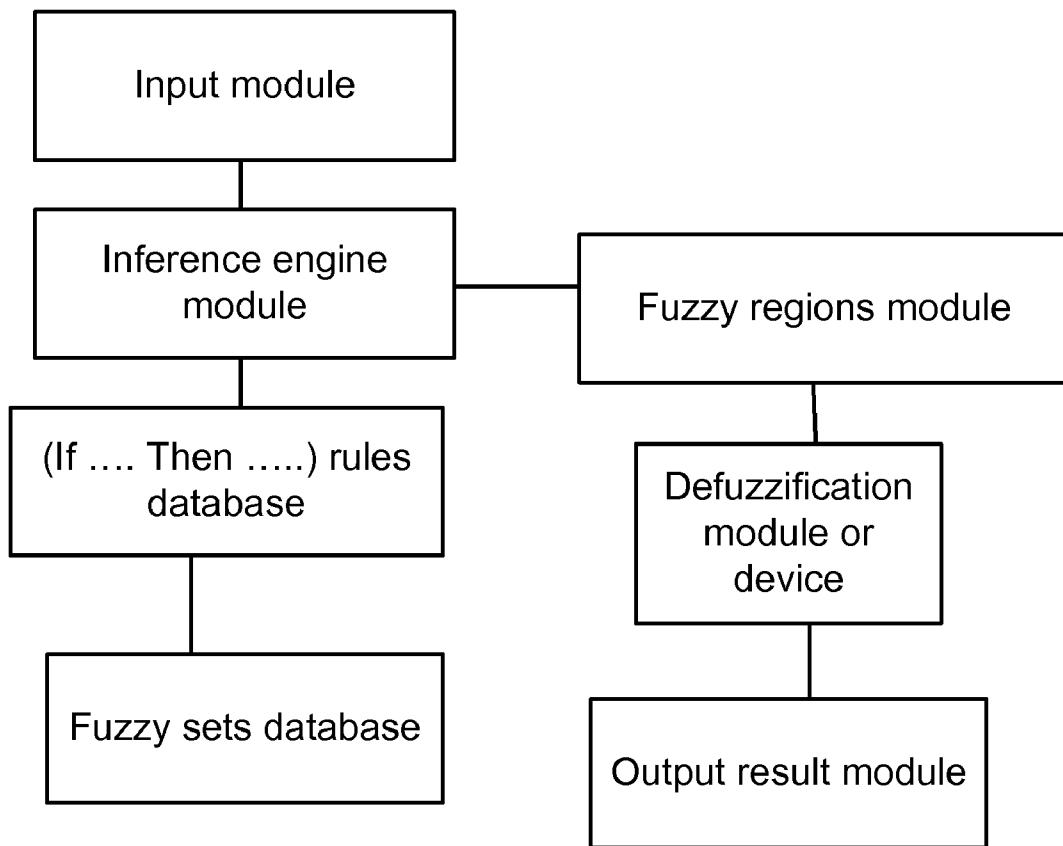 Input module
Inference engine
module
Fuzzy regions module
(If .... Then .....) rules
database
Defuzzification
module or
device
Fuzzy sets database
Output result module